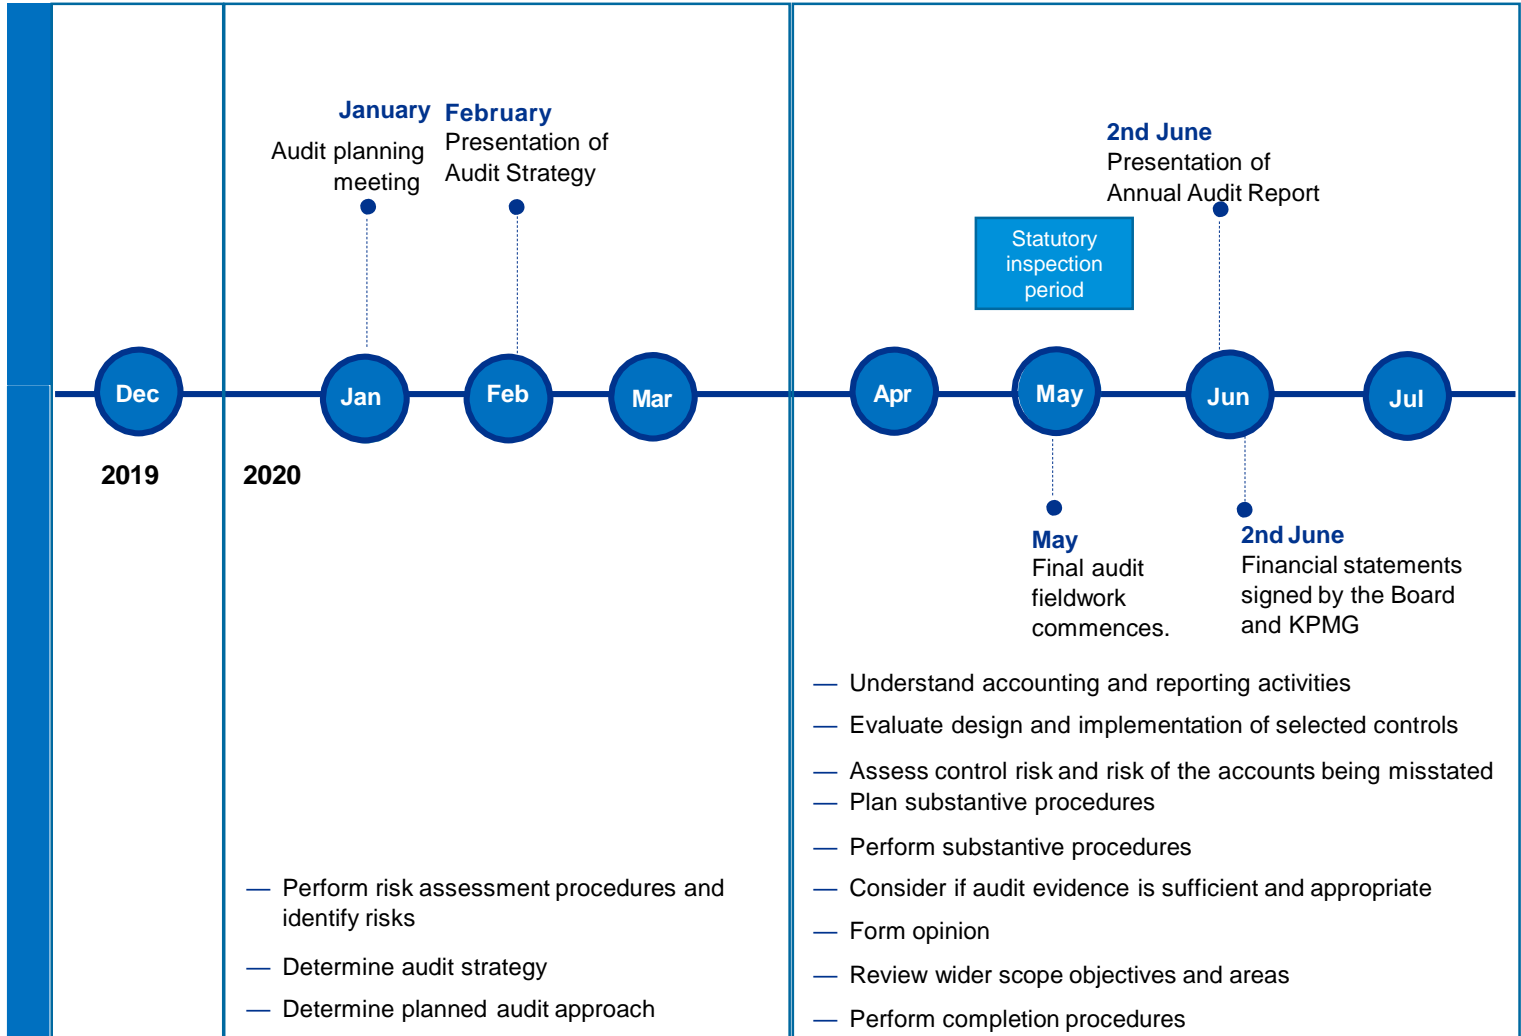 January
Audit planning
meeting
February
Presentation of
Audit Strategy
2nd June
Presentation of
Annual Audit Report
Statutory
inspection
period
Dec
Jan
Feb
Mar
Apr
May
Jun
Jul
2019
2020
May
Final audit
fieldwork
commences.
2nd June
Financial statements
signed by the Board
and KPMG
— Perform risk assessment procedures and
identify risks
— Determine audit strategy
— Determine planned audit approach
— Understand accounting and reporting activities
— Evaluate design and implementation of selected controls
— Assess control risk and risk of the accounts being misstated
— Plan substantive procedures
— Perform substantive procedures
— Consider if audit evidence is sufficient and appropriate
— Form opinion
— Review wider scope objectives and areas
— Perform completion procedures